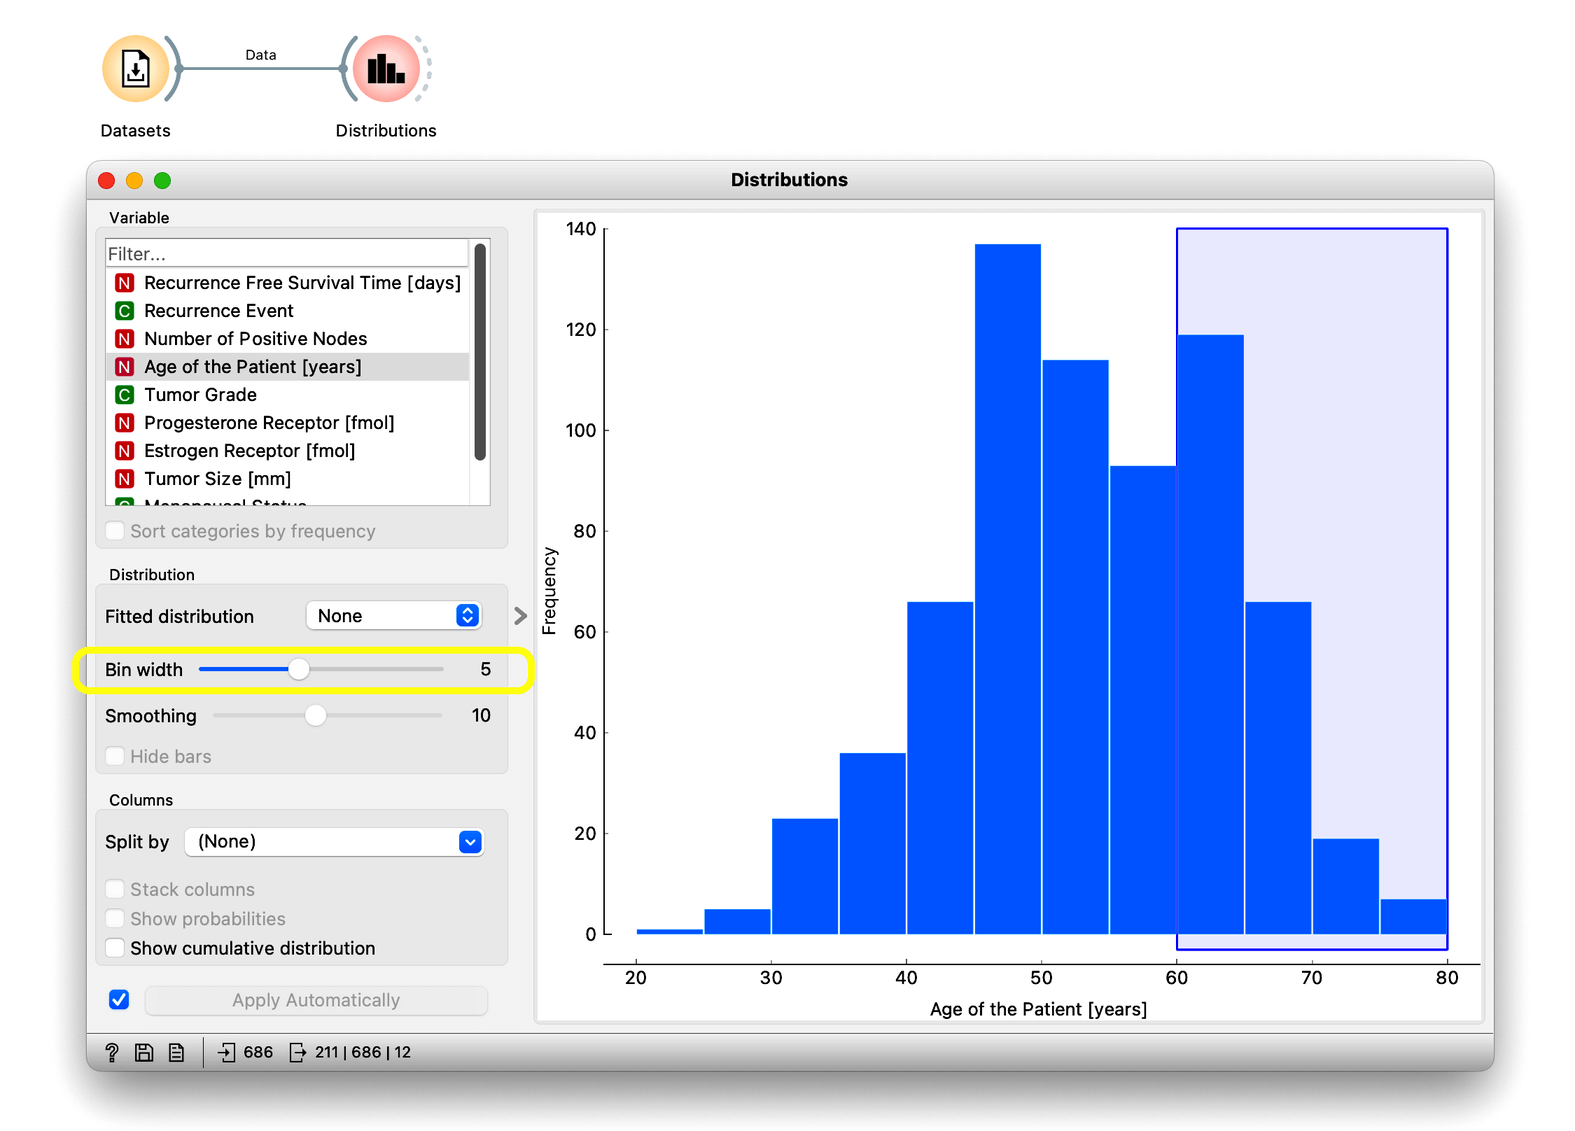 Data
Datasets
Distributions
Distributions
Variable
Filter...
N Recurrence Free Survival Time [days]
C Recurrence Event
N Number of Positive Nodes
N Age of the Patient [years]
C Tumor Grade
N Progesterone Receptor [fmol]
N Estrogen Receptor [fmol]
N Tumor Size [mm]
C Menopausal Status
Sort categories by frequency
Distribution
Fitted distribution None
Bin width 5
Smoothing 10
Hide bars
Columns
Split by (None)
Stack columns
Show probabilities
Show cumulative distribution
Apply Automatically
? 686 211 | 686 | 12
140
120
100
80
60
40
20
0
Frequency
20 30 40 50 60 70 80
Age of the Patient [years]